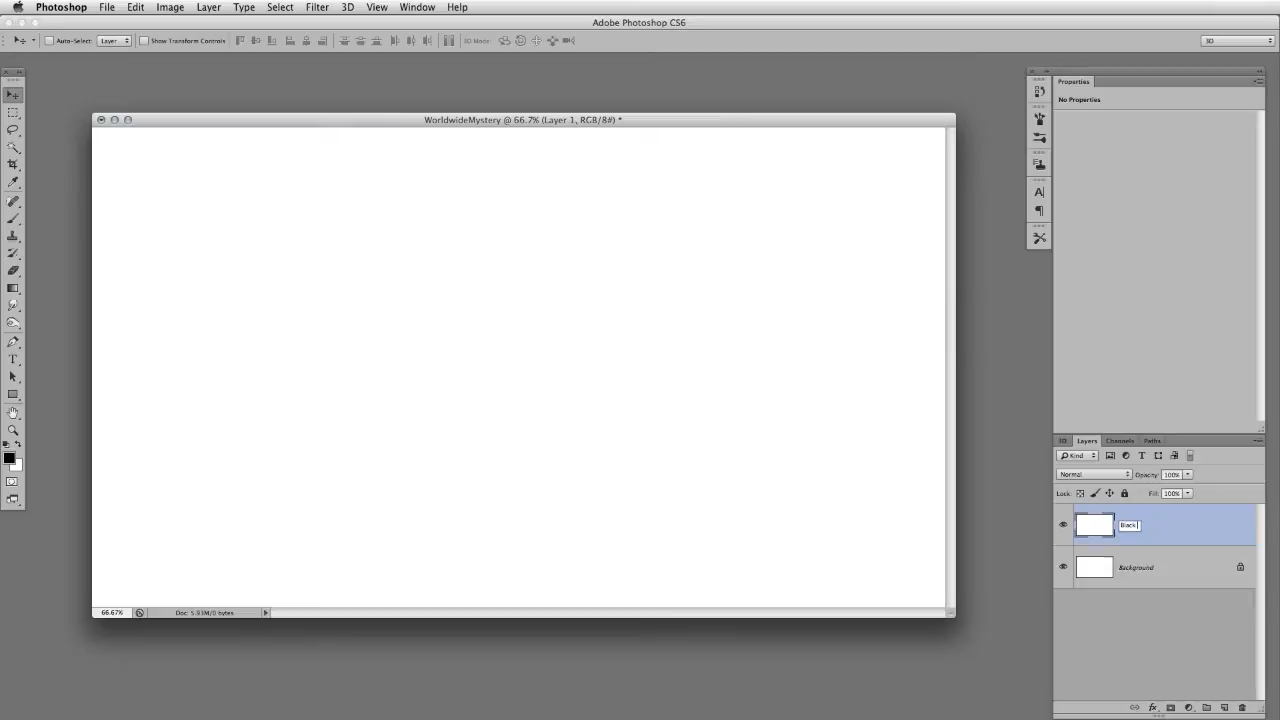 Photoshop File Edit Image Layer Type Select Filter 3D View Window Help
Adobe Photoshop CS6
Auto-Select: Layer Show Transform Controls 3D Mode: 3D
Properties
No Properties
WorldwideMystery @ 66.7% (Layer 1, RGB/8#) *
3D Layers Channels Paths
Kind
Normal Opacity: 100%
Lock: Fill: 100%
Black
Background
66.67% Doc: 5.93M/0 bytes
fx